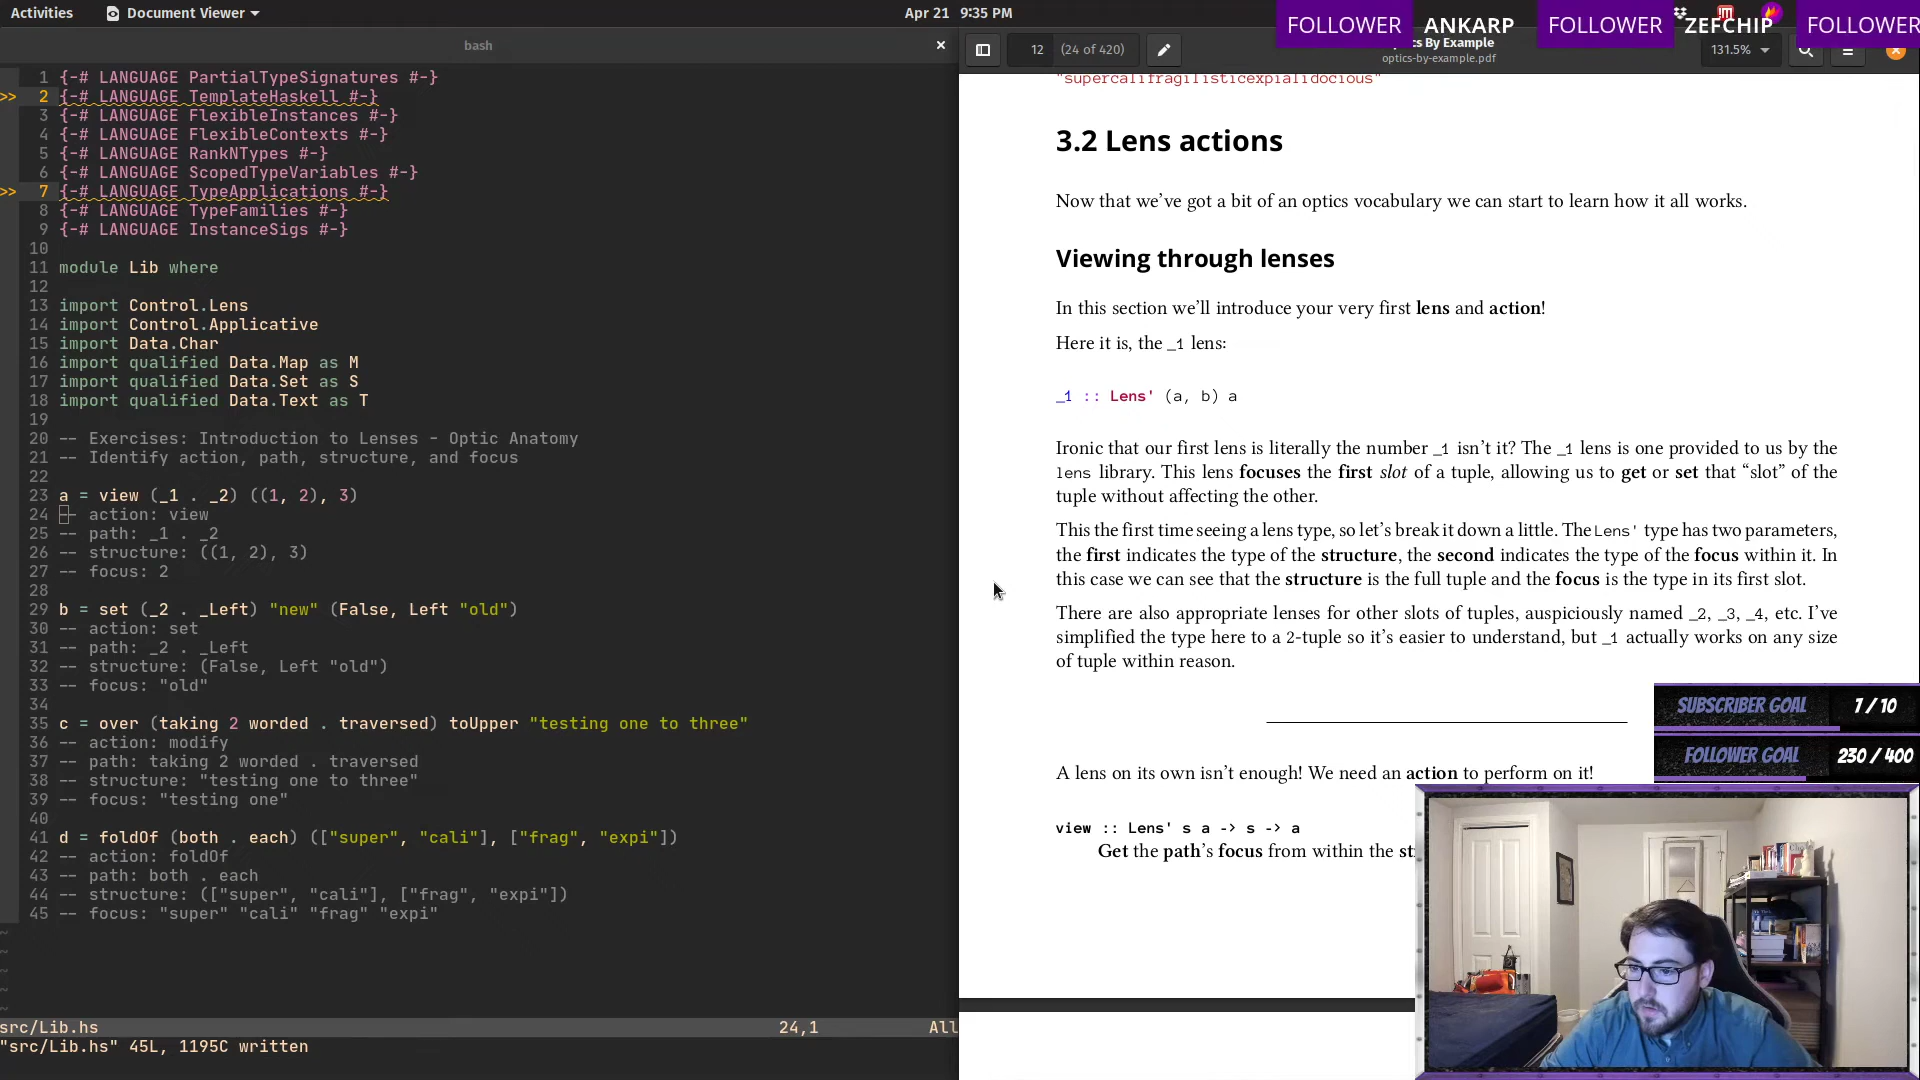 Activities
Document Viewer
Apr 21 9:35 PM
FOLLOWER ANKARP FOLLOWER ZEFCHIP FOLLOWER
bash
12 (24 of 420)
cs By Example
optics-by-example.pdf
131.5%
1 {-# LANGUAGE PartialTypeSignatures #-}
>> 2 {-# LANGUAGE TemplateHaskell #-}
3 {-# LANGUAGE FlexibleInstances #-}
4 {-# LANGUAGE FlexibleContexts #-}
5 {-# LANGUAGE RankNTypes #-}
6 {-# LANGUAGE ScopedTypeVariables #-}
>> 7 {-# LANGUAGE TypeApplications #-}
8 {-# LANGUAGE TypeFamilies #-}
9 {-# LANGUAGE InstanceSigs #-}
10
11 module Lib where
12
13 import Control.Lens
14 import Control.Applicative
15 import Data.Char
16 import qualified Data.Map as M
17 import qualified Data.Set as S
18 import qualified Data.Text as T
19
20 -- Exercises: Introduction to Lenses - Optic Anatomy
21 -- Identify action, path, structure, and focus
22
23 a = view (_1 . _2) ((1, 2), 3)
24 -- action: view
25 -- path: _1 . _2
26 -- structure: ((1, 2), 3)
27 -- focus: 2
28
29 b = set (_2 . _Left) "new" (False, Left "old")
30 -- action: set
31 -- path: _2 . _Left
32 -- structure: (False, Left "old")
33 -- focus: "old"
34
35 c = over (taking 2 worded . traversed) toUpper "testing one to three"
36 -- action: modify
37 -- path: taking 2 worded . traversed
38 -- structure: "testing one to three"
39 -- focus: "testing one"
40
41 d = foldOf (both . each) (["super", "cali"], ["frag", "expi"])
42 -- action: foldOf
43 -- path: both . each
44 -- structure: (["super", "cali"], ["frag", "expi"])
45 -- focus: "super" "cali" "frag" "expi"
~
~
~
~
~
src/Lib.hs 24,1 All
"src/Lib.hs" 45L, 1195C written
"supercalifragilisticexpialidocious"
3.2 Lens actions
Now that we've got a bit of an optics vocabulary we can start to learn how it all works.
Viewing through lenses
In this section we'll introduce your very first lens and action!
Here it is, the _1 lens:
_1 :: Lens' (a, b) a
Ironic that our first lens is literally the number _1 isn't it? The _1 lens is one provided to us by the
lens library. This lens focuses the first slot of a tuple, allowing us to get or set that “slot” of the
tuple without affecting the other.
This the first time seeing a lens type, so let's break it down a little. The Lens' type has two parameters,
the first indicates the type of the structure, the second indicates the type of the focus within it. In
this case we can see that the structure is the full tuple and the focus is the type in its first slot.
There are also appropriate lenses for other slots of tuples, auspiciously named _2, _3, _4, etc. I've
simplified the type here to a 2-tuple so it's easier to understand, but _1 actually works on any size
of tuple within reason.
A lens on its own isn't enough! We need an action to perform on it!
view :: Lens' s a -> s -> a
Get the path's focus from within the st
SUBSCRIBER GOAL 7 / 10
FOLLOWER GOAL 230 / 400